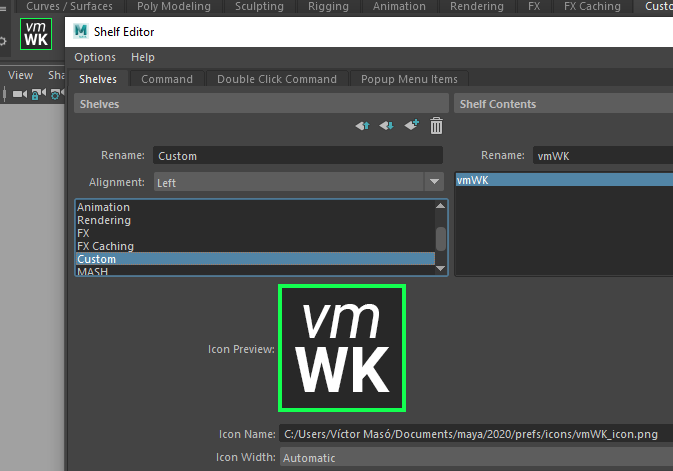 Curves / Surfaces Poly Modeling Sculpting Rigging Animation Rendering FX FX Caching
vm
WK
Shelf Editor
Options Help
View
Shelves Command Double Click Command Popup Menu Items
Shelves Shelf Contents
Rename: Custom Rename: vmWK
Alignment: Left vmWK
Animation
Rendering
FX
FX Caching
Custom
MASH
vm
WK
Icon Preview:
Icon Name: C:/Users/Víctor Masó/Documents/maya/2020/prefs/icons/vmWK_icon.png
Icon Width: Automatic